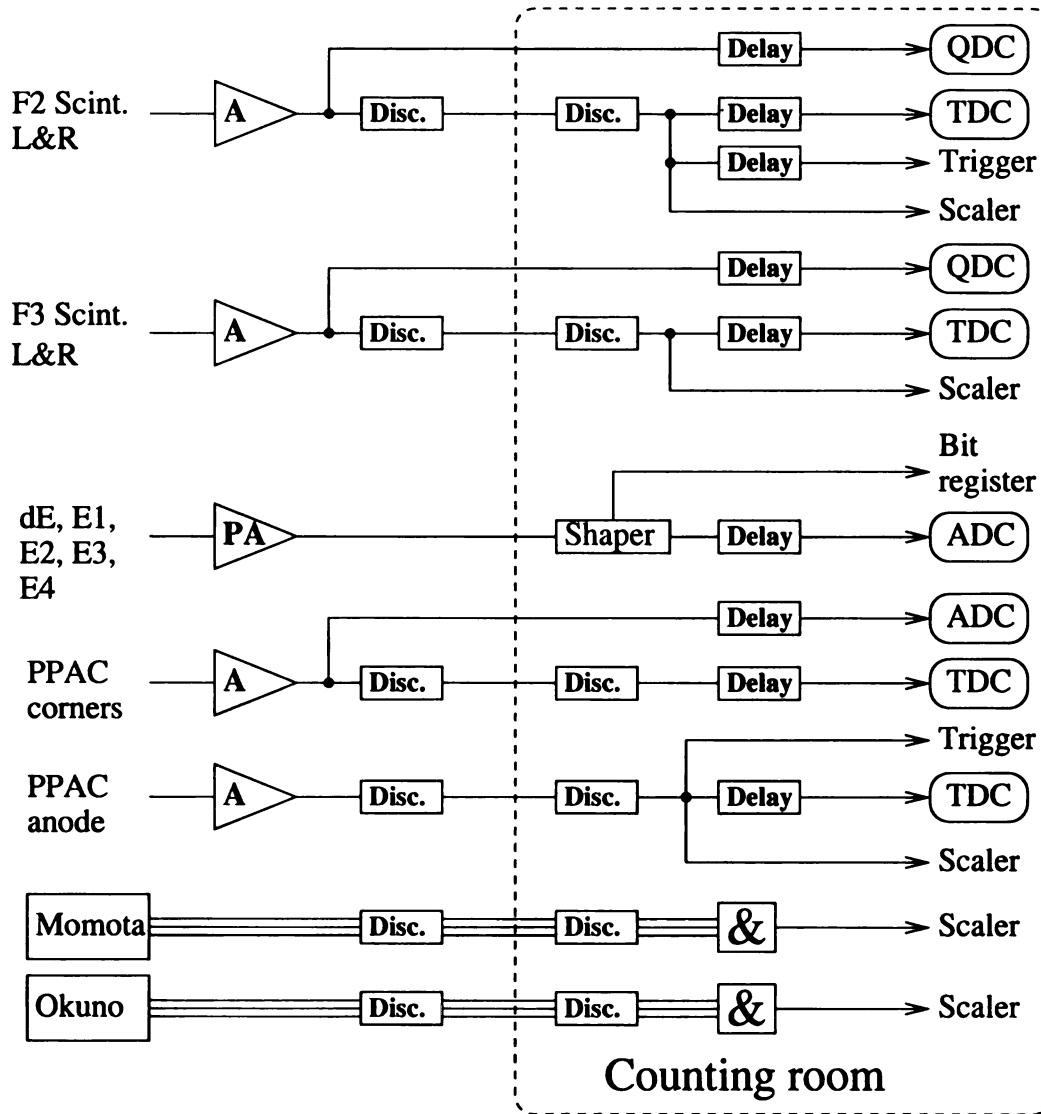 Delay
QDC
F2 Scint.
L&R
A
Disc.
Disc.
Delay
TDC
Delay
Trigger
Scaler
Delay
QDC
F3 Scint.
L&R
A
Disc.
Disc.
Delay
TDC
Scaler
Bit
register
dE, E1,
E2, E3,
E4
PA
Shaper
Delay
ADC
Delay
ADC
PPAC
corners
A
Disc.
Disc.
Delay
TDC
Trigger
PPAC
anode
A
Disc.
Disc.
Delay
TDC
Scaler
Momota
Disc.
Disc.
&
Scaler
Okuno
Disc.
Disc.
&
Scaler
Counting room